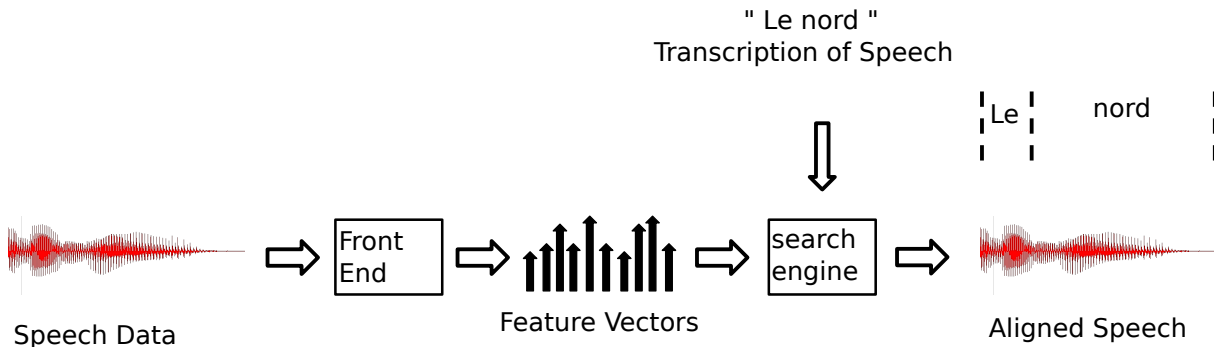 " Le nord "
Transcription of Speech
Le
nord
Front
End
search
engine
Speech Data
Feature Vectors
Aligned Speech